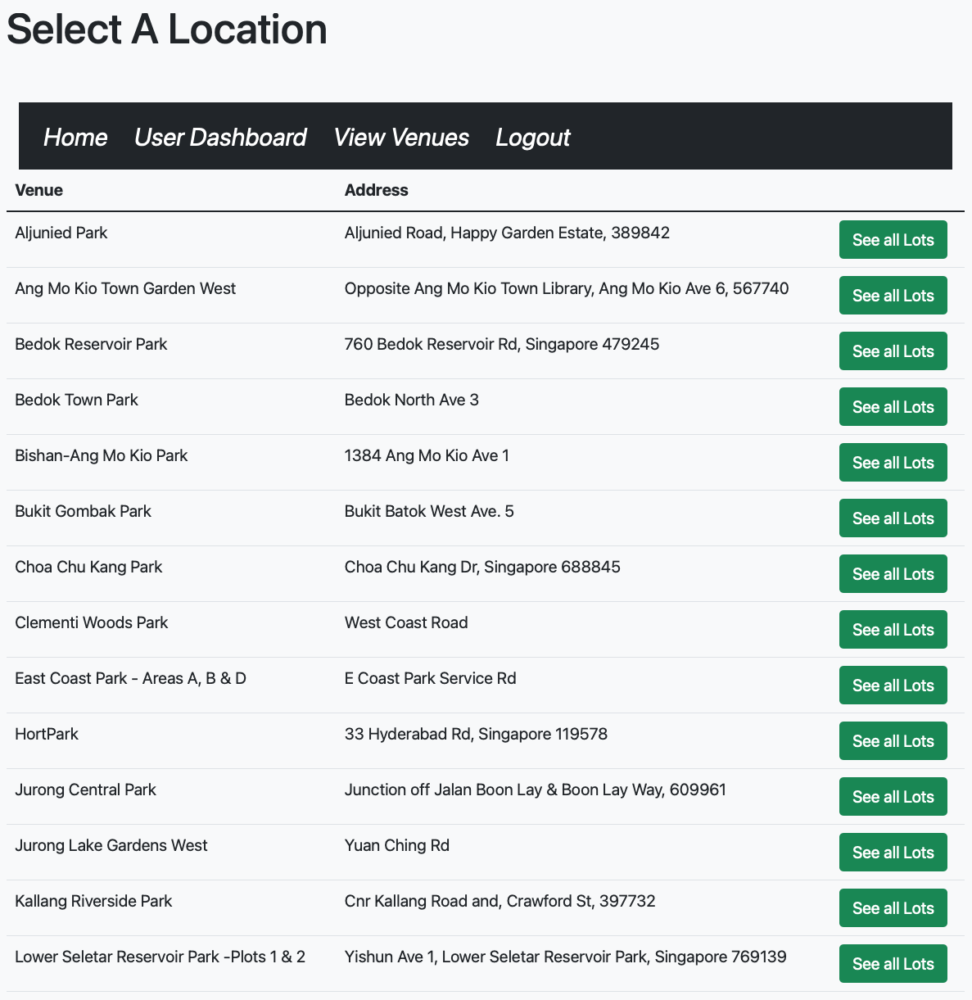 Select A Location
Home User Dashboard View Venues Logout
Venue Address
Aljunied Park Aljunied Road, Happy Garden Estate, 389842 See all Lots
Ang Mo Kio Town Garden West Opposite Ang Mo Kio Town Library, Ang Mo Kio Ave 6, 567740 See all Lots
Bedok Reservoir Park 760 Bedok Reservoir Rd, Singapore 479245 See all Lots
Bedok Town Park Bedok North Ave 3 See all Lots
Bishan-Ang Mo Kio Park 1384 Ang Mo Kio Ave 1 See all Lots
Bukit Gombak Park Bukit Batok West Ave. 5 See all Lots
Choa Chu Kang Park Choa Chu Kang Dr, Singapore 688845 See all Lots
Clementi Woods Park West Coast Road See all Lots
East Coast Park - Areas A, B & D E Coast Park Service Rd See all Lots
HortPark 33 Hyderabad Rd, Singapore 119578 See all Lots
Jurong Central Park Junction off Jalan Boon Lay & Boon Lay Way, 609961 See all Lots
Jurong Lake Gardens West Yuan Ching Rd See all Lots
Kallang Riverside Park Cnr Kallang Road and, Crawford St, 397732 See all Lots
Lower Seletar Reservoir Park -Plots 1 & 2 Yishun Ave 1, Lower Seletar Reservoir Park, Singapore 769139 See all Lots